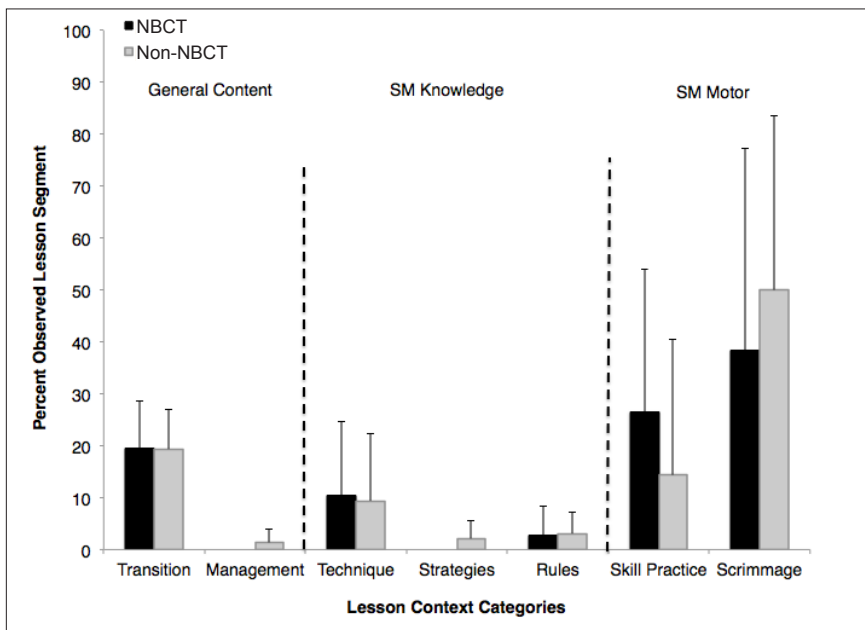 NBCT
Non-NBCT
General Content SM Knowledge SM Motor
Percent Observed Lesson Segment
100
90
80
70
60
50
40
30
20
10
0
Transition Management Technique Strategies Rules Skill Practice Scrimmage
Lesson Context Categories